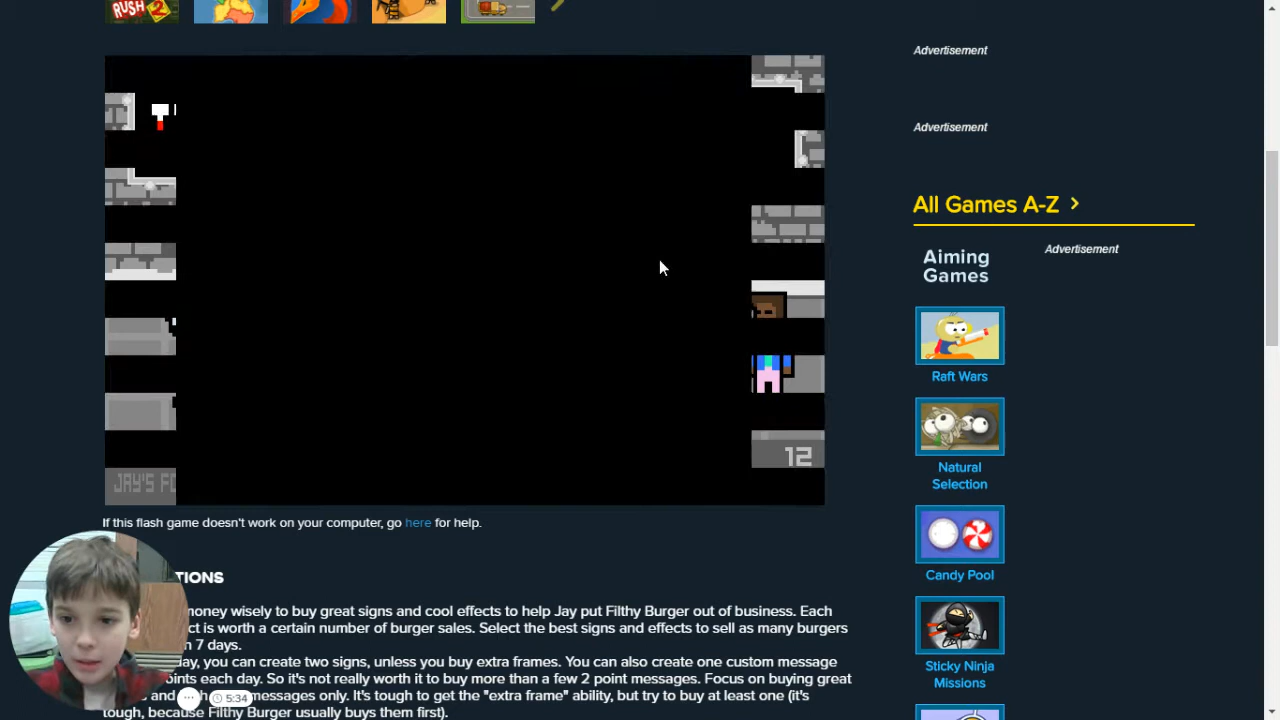 RUSH 2
Advertisement
Advertisement
All Games A-Z >
Aiming
Games
Advertisement
Raft Wars
Natural
Selection
Candy Pool
Sticky Ninja
Missions
12
JAY'S FO
If this flash game doesn't work on your computer, go here for help.
TIONS
money wisely to buy great signs and cool effects to help Jay put Filthy Burger out of business. Each
ct is worth a certain number of burger sales. Select the best signs and effects to sell as many burgers
7 days.
ay, you can create two signs, unless you buy extra frames. You can also create one custom message
oints each day. So it's not really worth it to buy more than a few 2 point messages. Focus on buying great
and messages only. It's tough to get the "extra frame" ability, but try to buy at least one (it's
tough, because Filthy Burger usually buys them first).
5:34